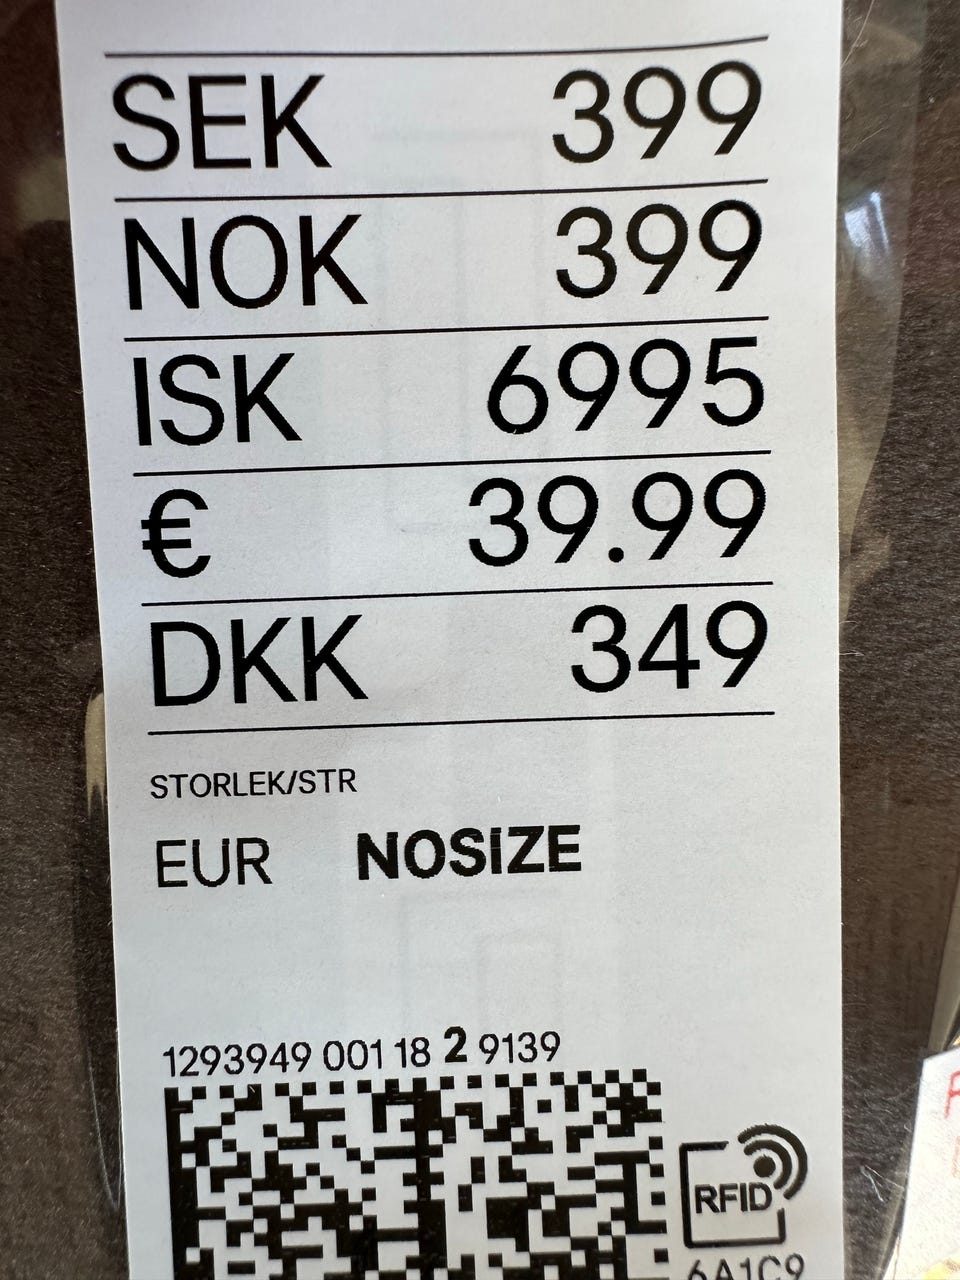 SEK 399
NOK 399
ISK 6995
€ 39.99
DKK 349
STORLEK/STR
EUR NOSIZE
1293949 001 18 2 9139
RFID
6A1C9